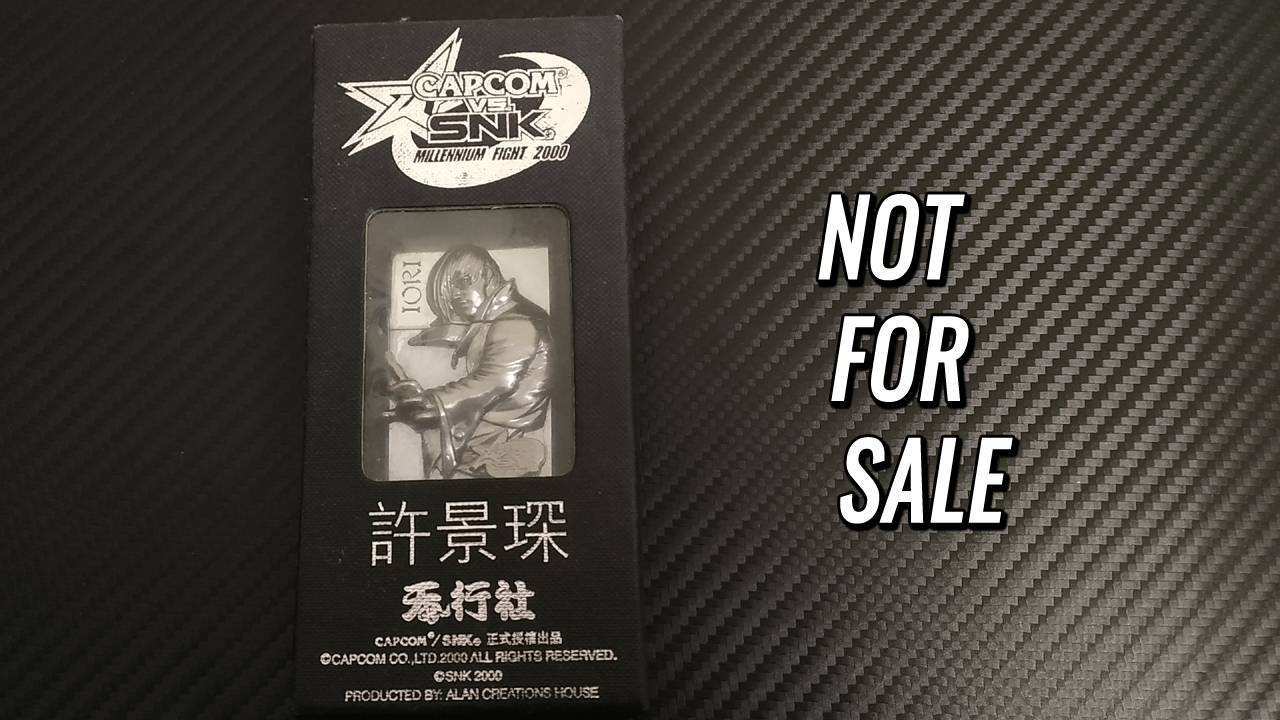 CAPCOM®
VS.
SNK®
MILLENNIUM FIGHT 2000
IORI
許景琛
行社
CAPCOM®/SNK® 正式授權出品
©CAPCOM CO.,LTD.2000 ALL RIGHTS RESERVED.
©SNK 2000
PRODUCTED BY: ALAN CREATIONS HOUSE
NOT
FOR
SALE